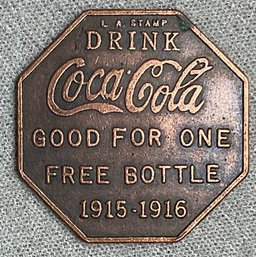 L.A. STAMP
DRINK
Coca-Cola
GOOD FOR ONE
FREE BOTTLE
1915-1916